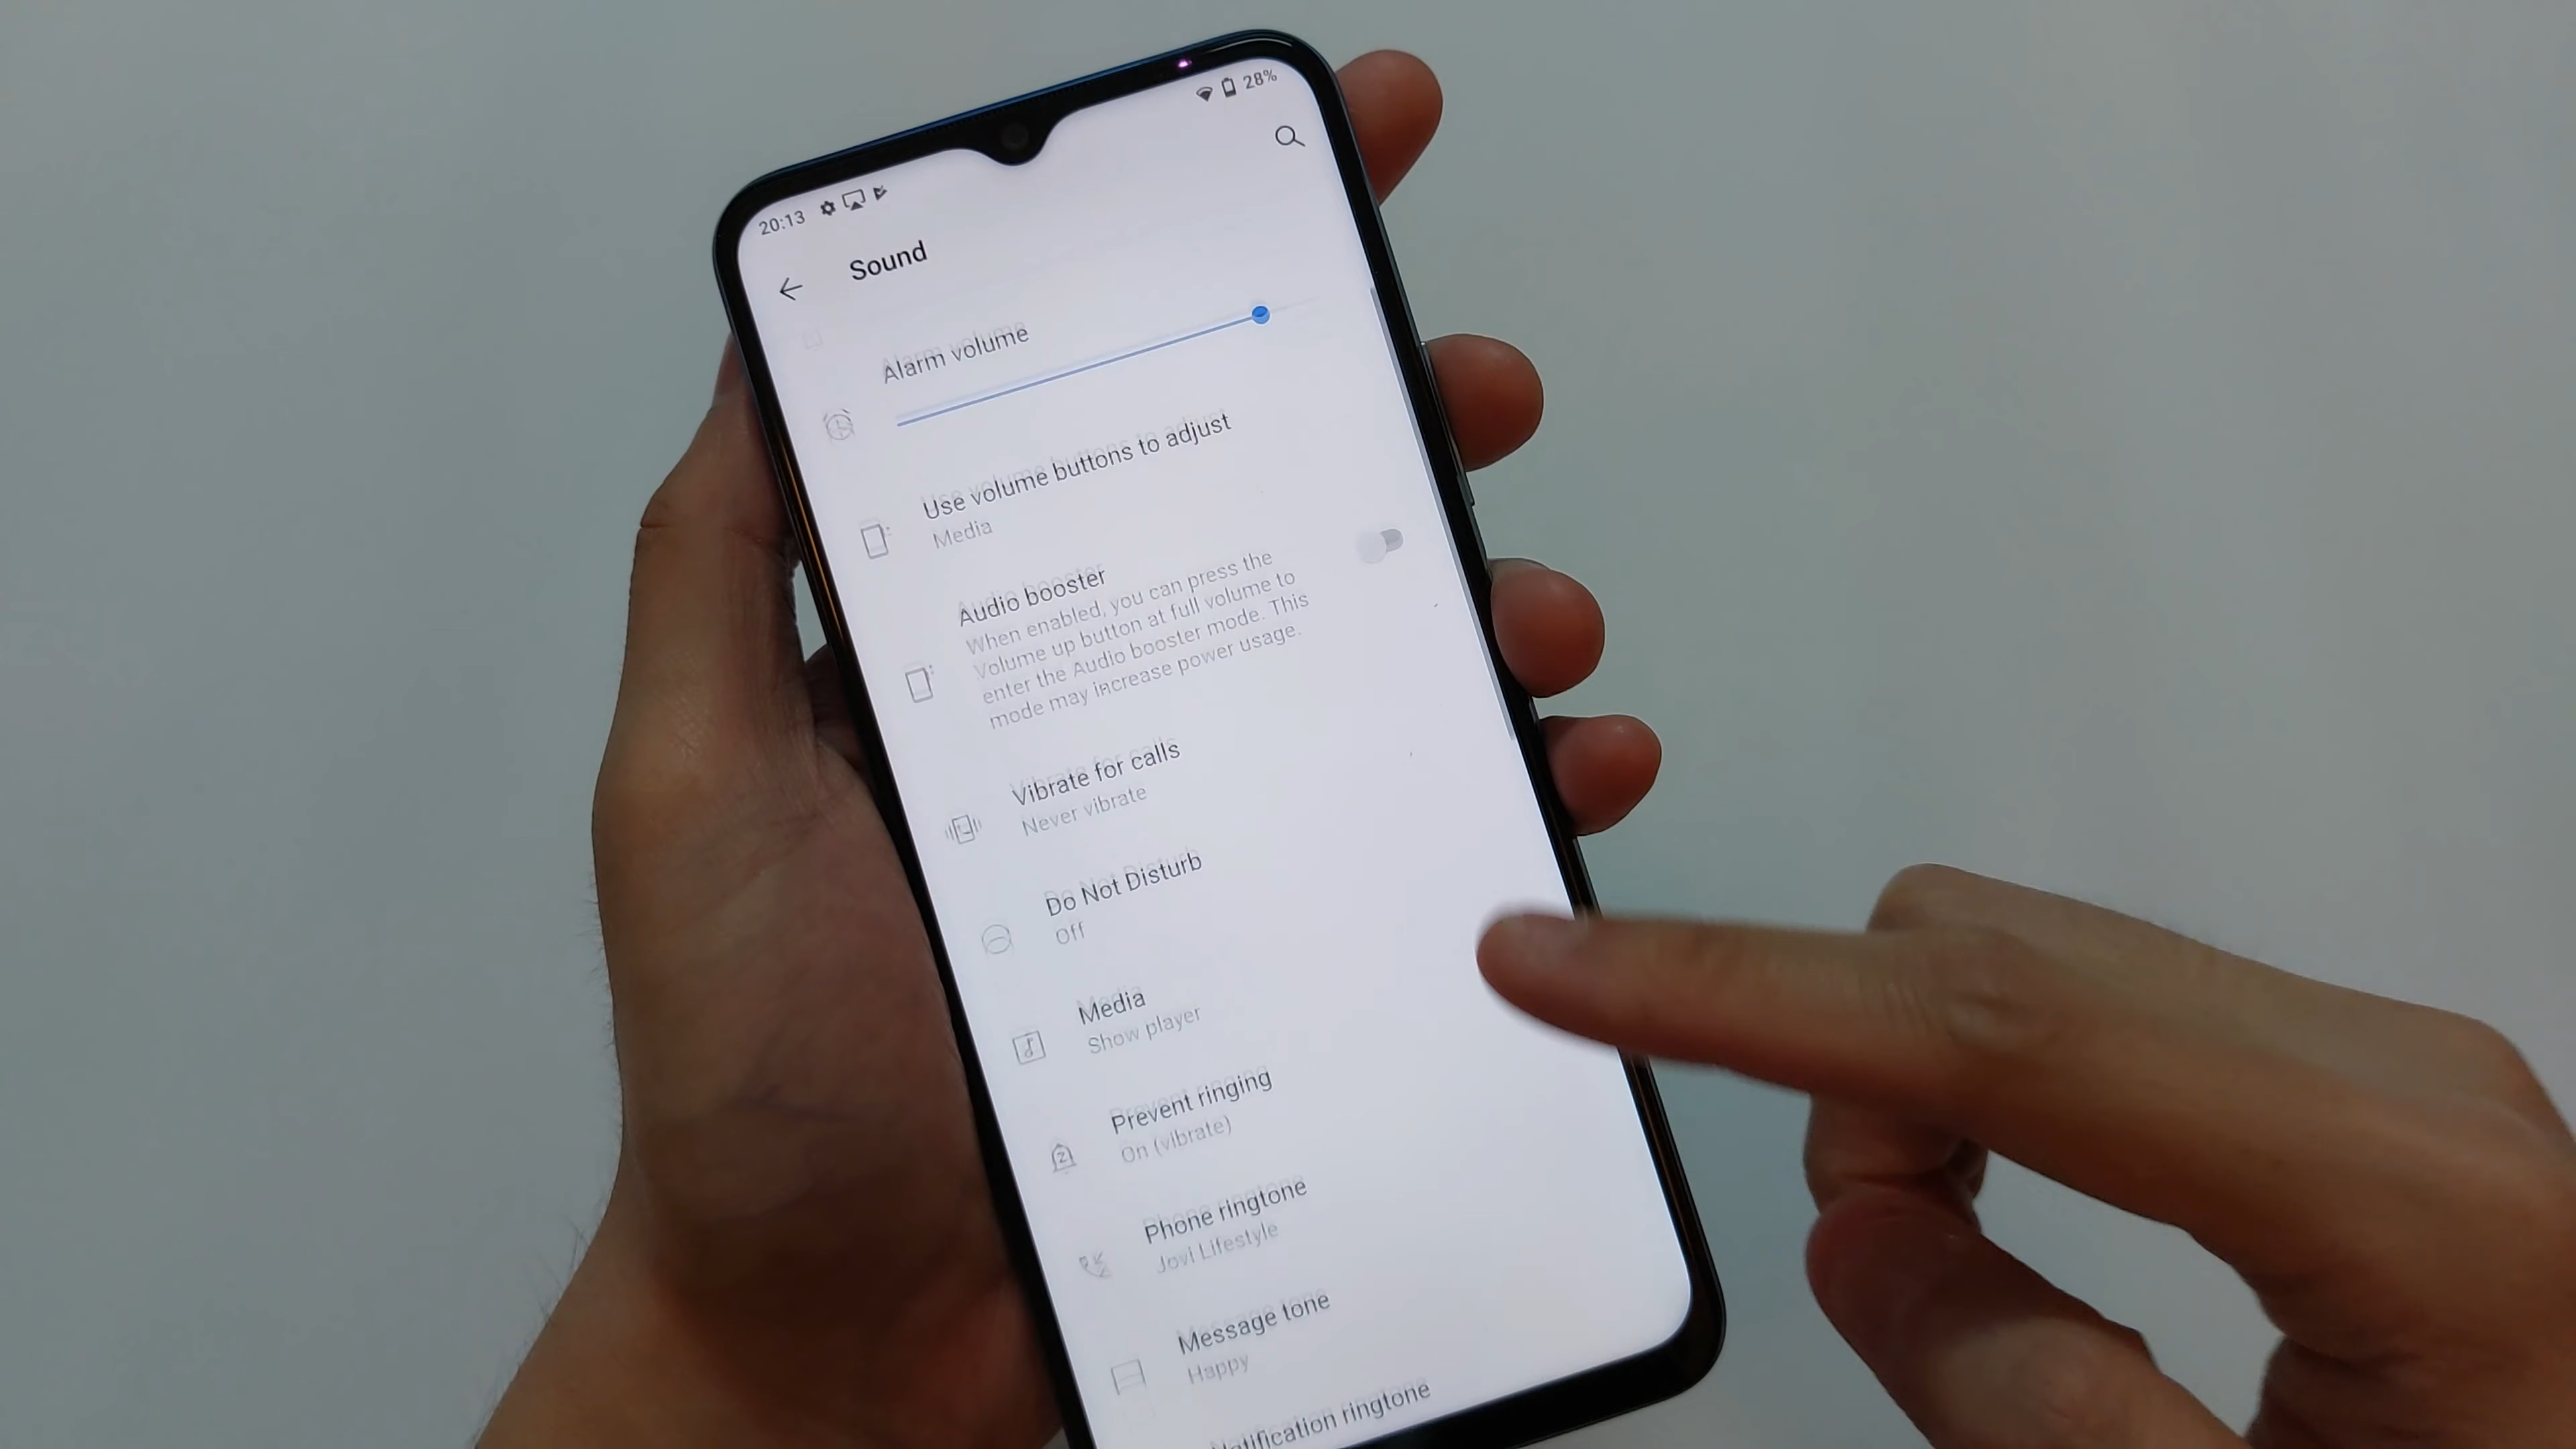 20:13
28%
Sound
Alarm volume
Use volume buttons to adjust
Media
Audio booster
When enabled, you can press the
Volume up button at full volume to
enter the Audio booster mode. This
mode may increase power usage.
Vibrate for calls
Never vibrate
Do Not Disturb
Off
Media
Show player
Prevent ringing
On (vibrate)
Phone ringtone
Jovi Lifestyle
Message tone
Happy
Notification ringtone